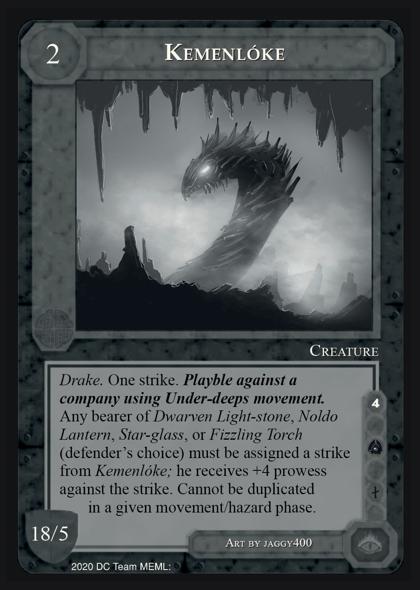 2
Kemenlóke
Creature
Drake. One strike. Playble against a
company using Under-deeps movement.
Any bearer of Dwarven Light-stone, Noldo
Lantern, Star-glass, or Fizzling Torch
(defender's choice) must be assigned a strike
from Kemenlóke; he receives +4 prowess
against the strike. Cannot be duplicated
in a given movement/hazard phase.
4
18/5
Art by jaggy400
2020 DC Team MEML: